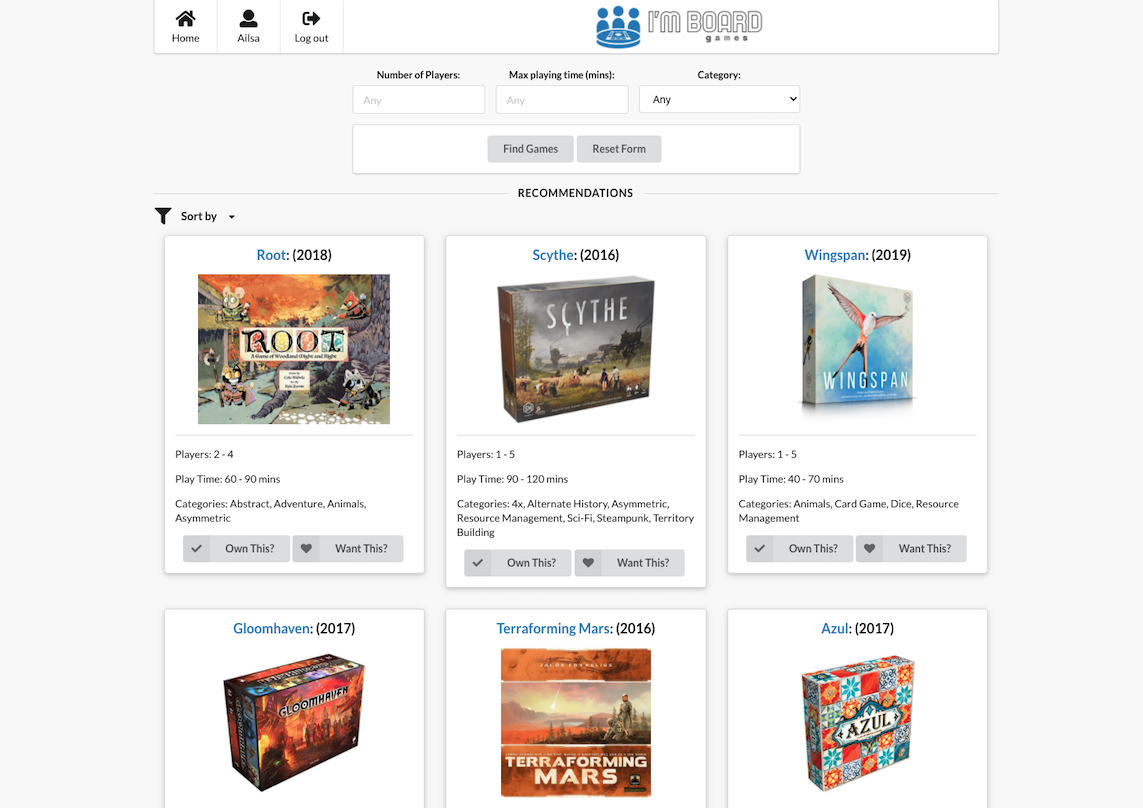 Home
Ailsa
Log out
I'M BOARD
games
Number of Players:
Max playing time (mins):
Category:
Any
Any
Any
Find Games
Reset Form
RECOMMENDATIONS
Sort by
Root: (2018)
ROOT
A Game of Woodland Might and Right
Players: 2 - 4
Play Time: 60 - 90 mins
Categories: Abstract, Adventure, Animals,
Asymmetric
Own This?
Want This?
Scythe: (2016)
SCYTHE
Players: 1 - 5
Play Time: 90 - 120 mins
Categories: 4x, Alternate History, Asymmetric,
Resource Management, Sci-Fi, Steampunk, Territory
Building
Own This?
Want This?
Wingspan: (2019)
WINGSPAN
Players: 1 - 5
Play Time: 40 - 70 mins
Categories: Animals, Card Game, Dice, Resource
Management
Own This?
Want This?
Gloomhaven: (2017)
GLOOMHAVEN
Terraforming Mars: (2016)
JACOB FRYXELIUS
TERRAFORMING
MARS
Azul: (2017)
AZUL